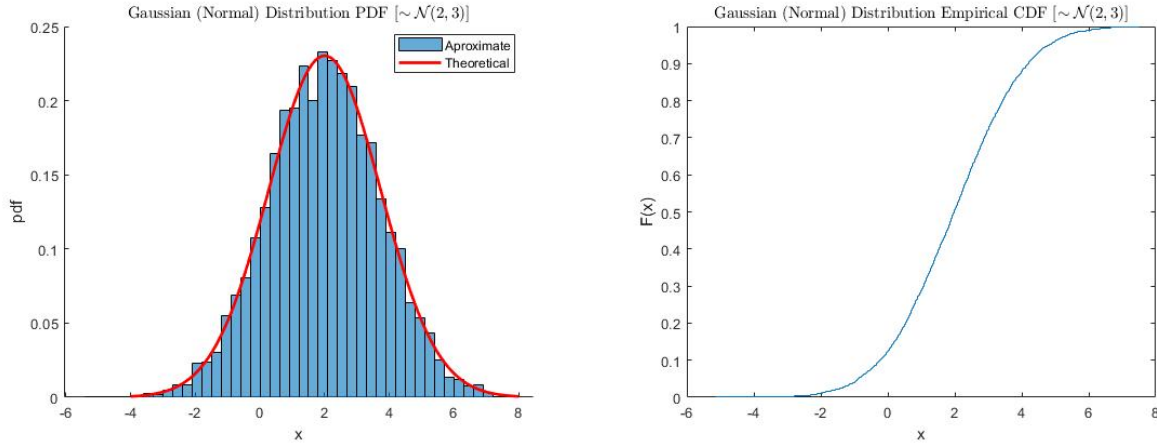 Gaussian (Normal) Distribution PDF [∼ 𝒩(2, 3)]
0.25
0.2
0.15
0.1
0.05
0
pdf
-6 -4 -2 0 2 4 6 8
x
Aproximate
Theoretical
Gaussian (Normal) Distribution Empirical CDF [∼ 𝒩(2, 3)]
1
0.9
0.8
0.7
0.6
0.5
0.4
0.3
0.2
0.1
0
F(x)
-6 -4 -2 0 2 4 6 8
x